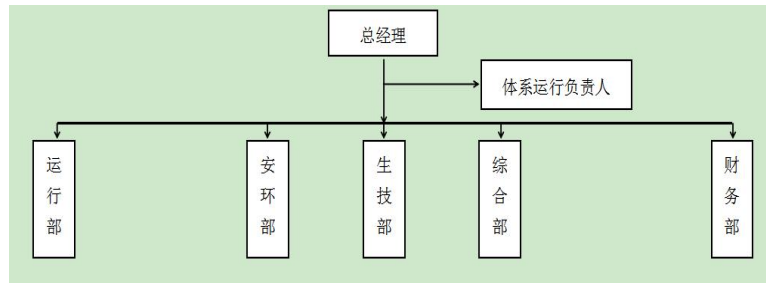 总经理
体系运行负责人
运行部
安环部
生技部
综合部
财务部